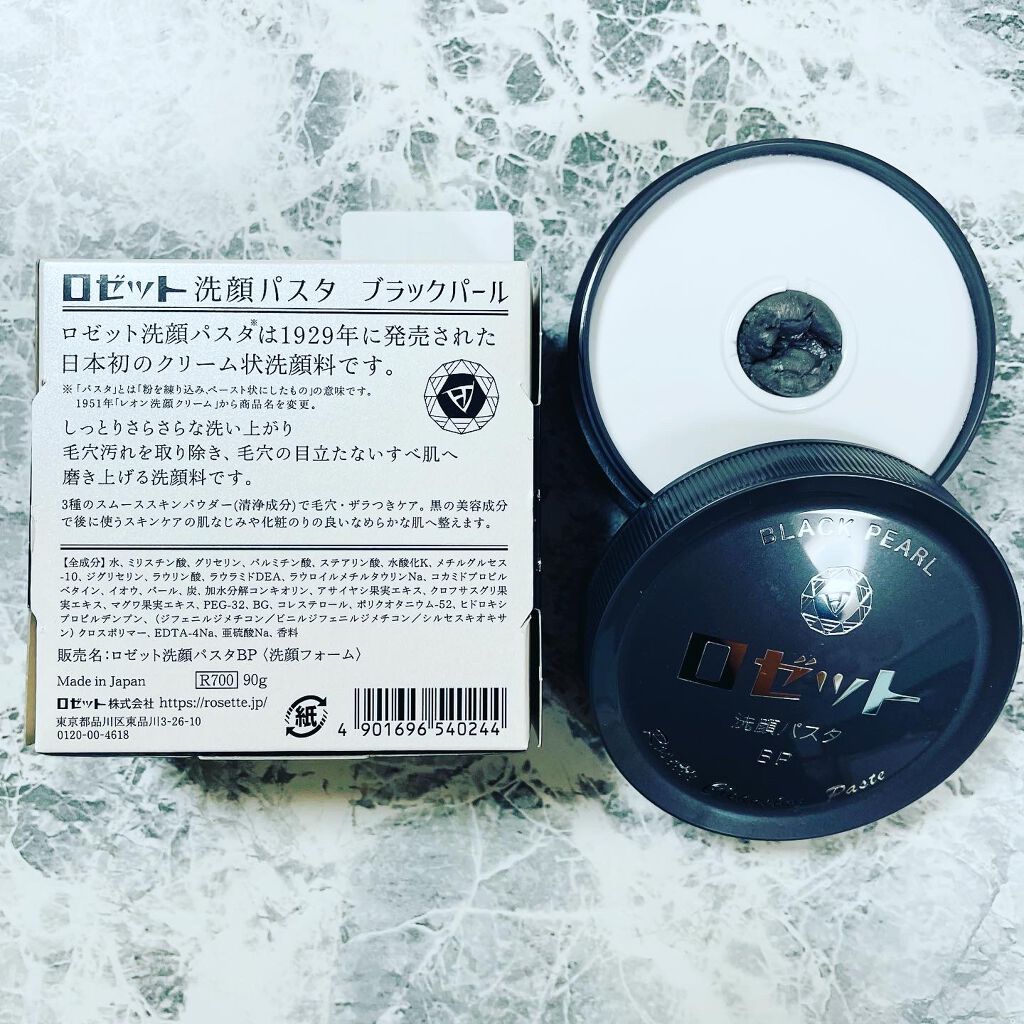 ロゼット 洗顔パスタ ブラックパール
ロゼット洗顔パスタ※は1929年に発売された
日本初のクリーム状洗顔料です。
※「パスタ」とは「粉を練り込み、ペースト状にしたもの」の意味です。
1951年「レオン洗顔クリーム」から商品名を変更。
しっとりさらさらな洗い上がり
毛穴汚れを取り除き、毛穴の目立たないすべ肌へ
磨き上げる洗顔料です。
3種のスムーススキンパウダー(清浄成分)で毛穴・ザラつきケア。黒の美容成分
で後に使うスキンケアの肌なじみや化粧のりの良いなめらかな肌へ整えます。
【全成分】水、ミリスチン酸、グリセリン、パルミチン酸、ステアリン酸、水酸化K、メチルグルセス
-10、ジグリセリン、ラウリン酸、ラウラミドDEA、ラウロイルメチルタウリンNa、コカミドプロピル
ベタイン、イオウ、パール、炭、加水分解コンキオリン、アサイヤシ果実エキス、クロフサスグリ果
実エキス、マグワ果実エキス、PEG-32、BG、コレステロール、ポリクオタニウム-52、ヒドロキシ
プロピルデンプン、(ジフェニルジメチコン/ビニルジフェニルジメチコン/シルセスキオキサ
ン)クロスポリマー、EDTA-4Na、亜硫酸Na、香料
販売名:ロゼット洗顔パスタBP〈洗顔フォーム〉
Made in Japan R700 90g
ロゼット株式会社 https://rosette.jp/
東京都品川区東品川3-26-10
0120-00-4618
紙
4 901696 540244
BLACK PEARL
ロゼット
洗顔パスタ
BP
Paste